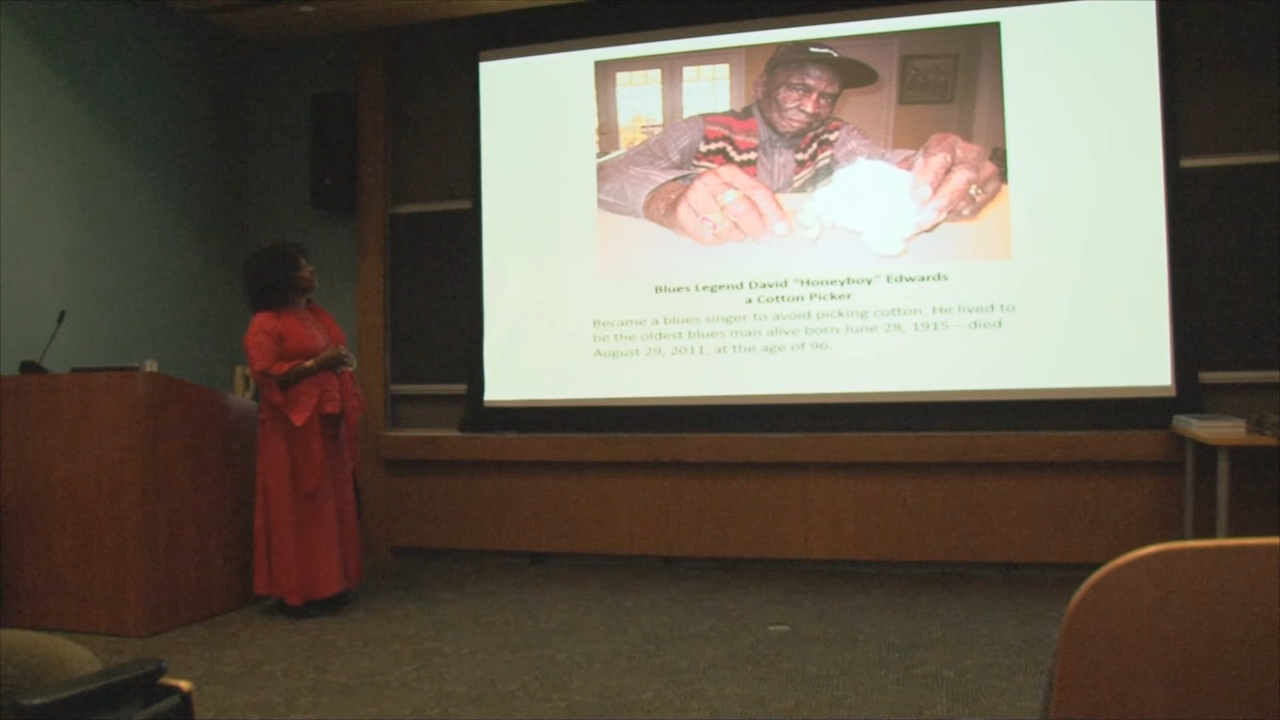 Blues Legend David "Honeyboy" Edwards
a Cotton Picker
Became a blues singer to avoid picking cotton. He lived to
be the oldest blues man alive born June 28, 1915 – died
August 29, 2011, at the age of 96.